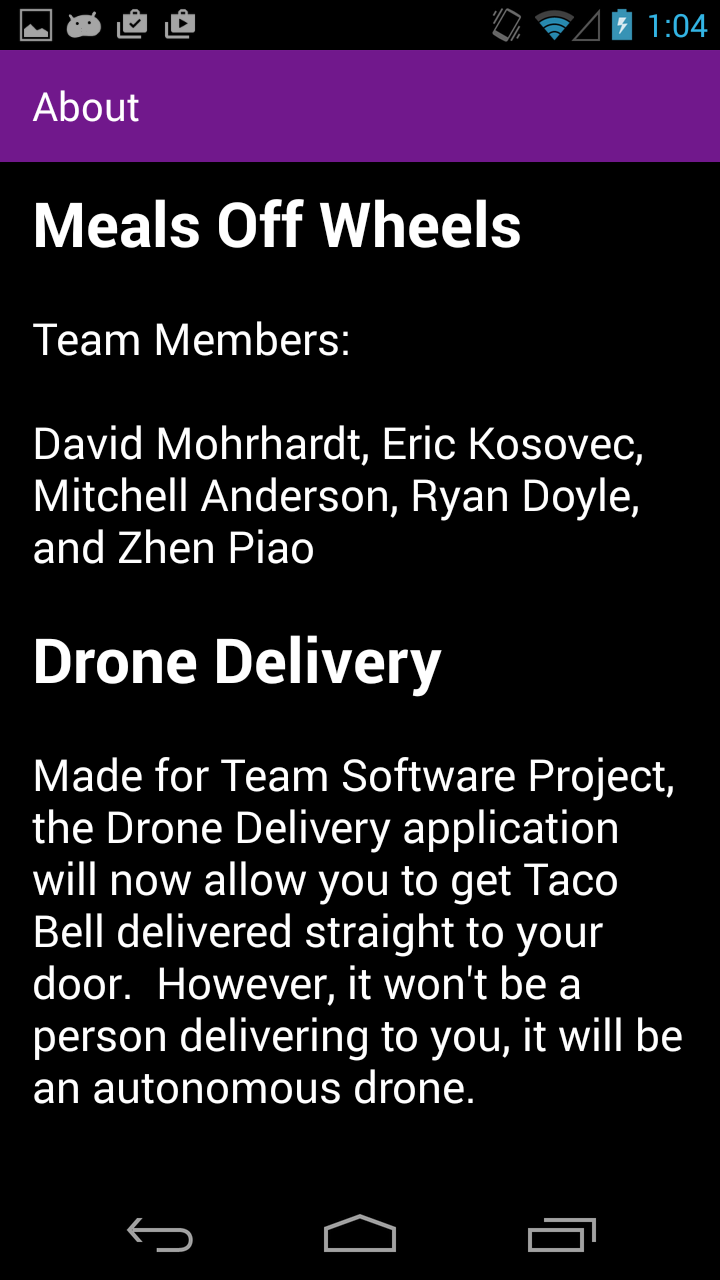 1:04
About
Meals Off Wheels
Team Members:
David Mohrhardt, Eric Kosovec,
Mitchell Anderson, Ryan Doyle,
and Zhen Piao
Drone Delivery
Made for Team Software Project,
the Drone Delivery application
will now allow you to get Taco
Bell delivered straight to your
door.  However, it won't be a
person delivering to you, it will be
an autonomous drone.